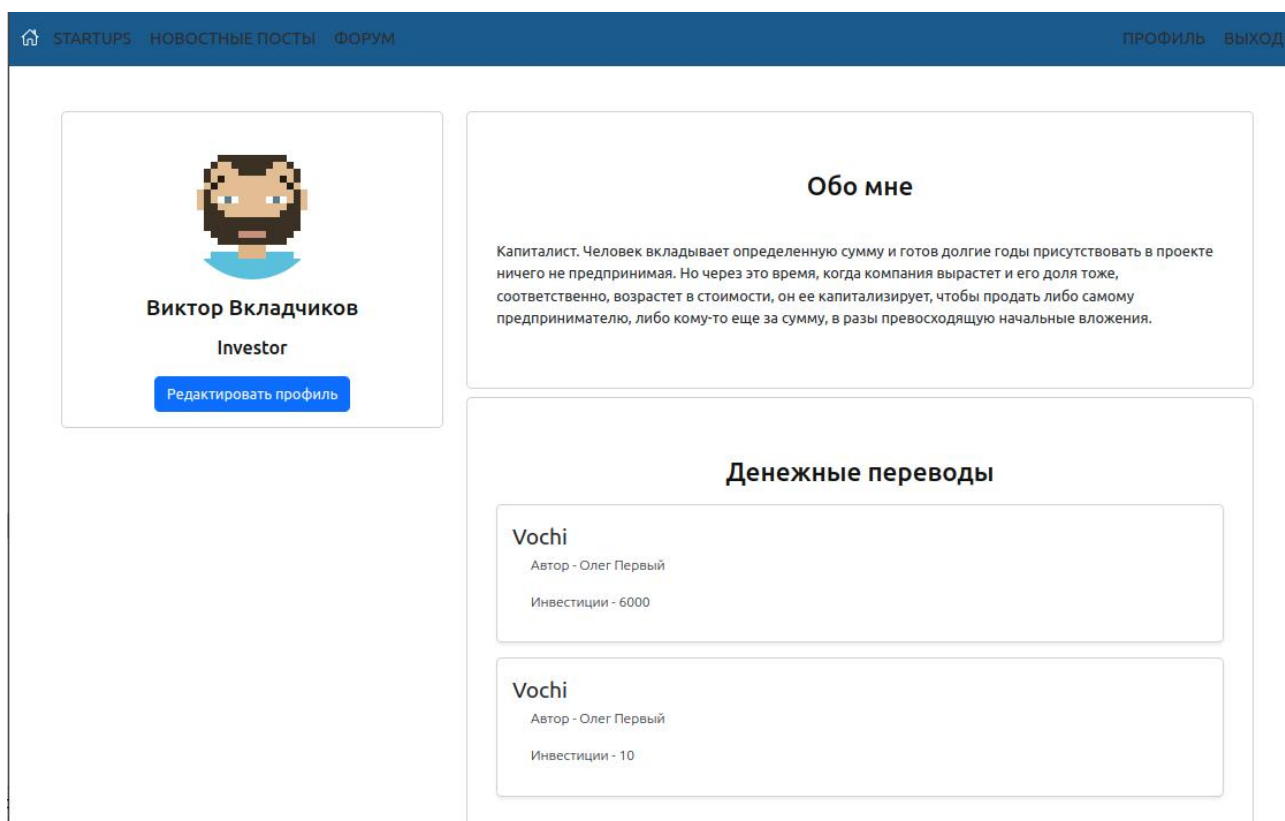 STARTUPS НОВОСТНЫЕ ПОСТЫ ФОРУМ ПРОФИЛЬ ВЫХОД
Виктор Вкладчиков
Investor
Редактировать профиль
Обо мне
Капиталист. Человек вкладывает определенную сумму и готов долгие годы присутствовать в проекте
ничего не предпринимая. Но через это время, когда компания вырастет и его доля тоже,
соответственно, возрастет в стоимости, он ее капитализирует, чтобы продать либо самому
предпринимателю, либо кому-то еще за сумму, в разы превосходящую начальные вложения.
Денежные переводы
Vochi
Автор - Олег Первый
Инвестиции - 6000
Vochi
Автор - Олег Первый
Инвестиции - 10